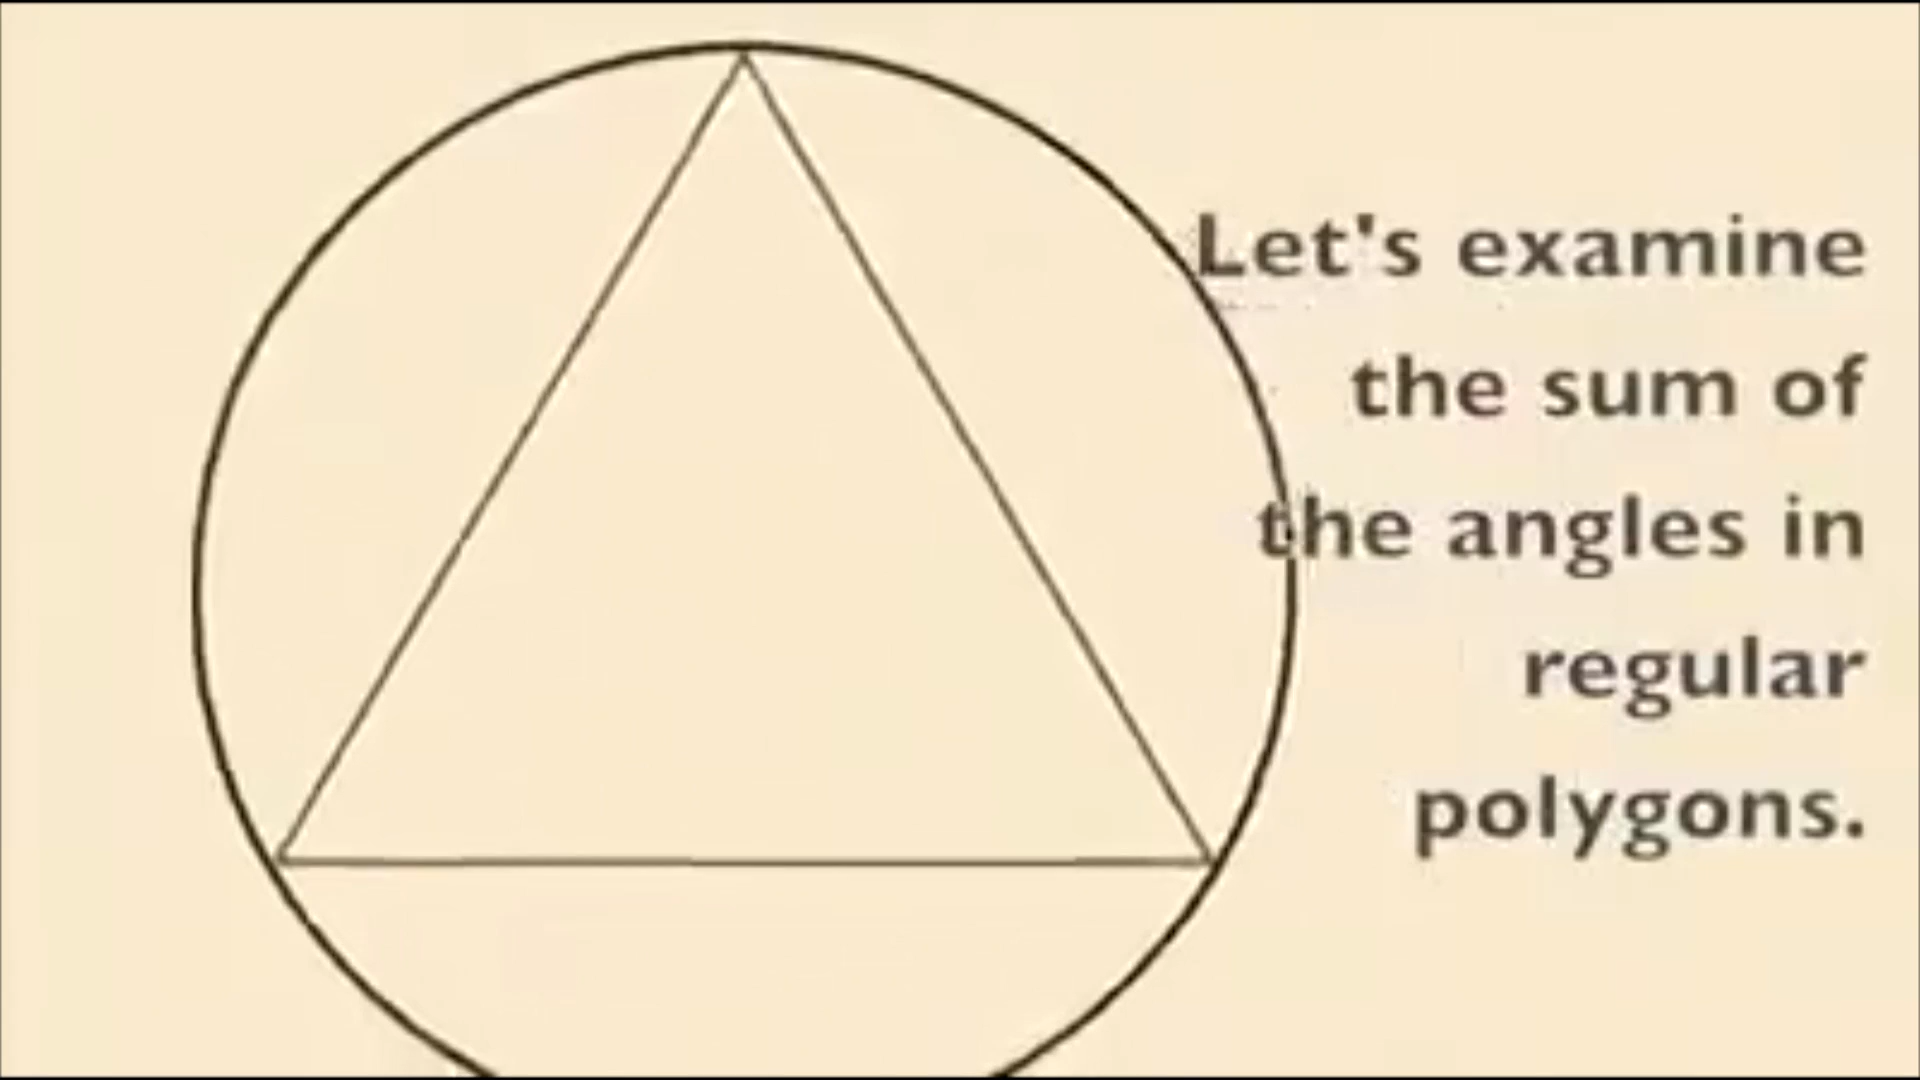 Let's examine
the sum of
the angles in
regular
polygons.